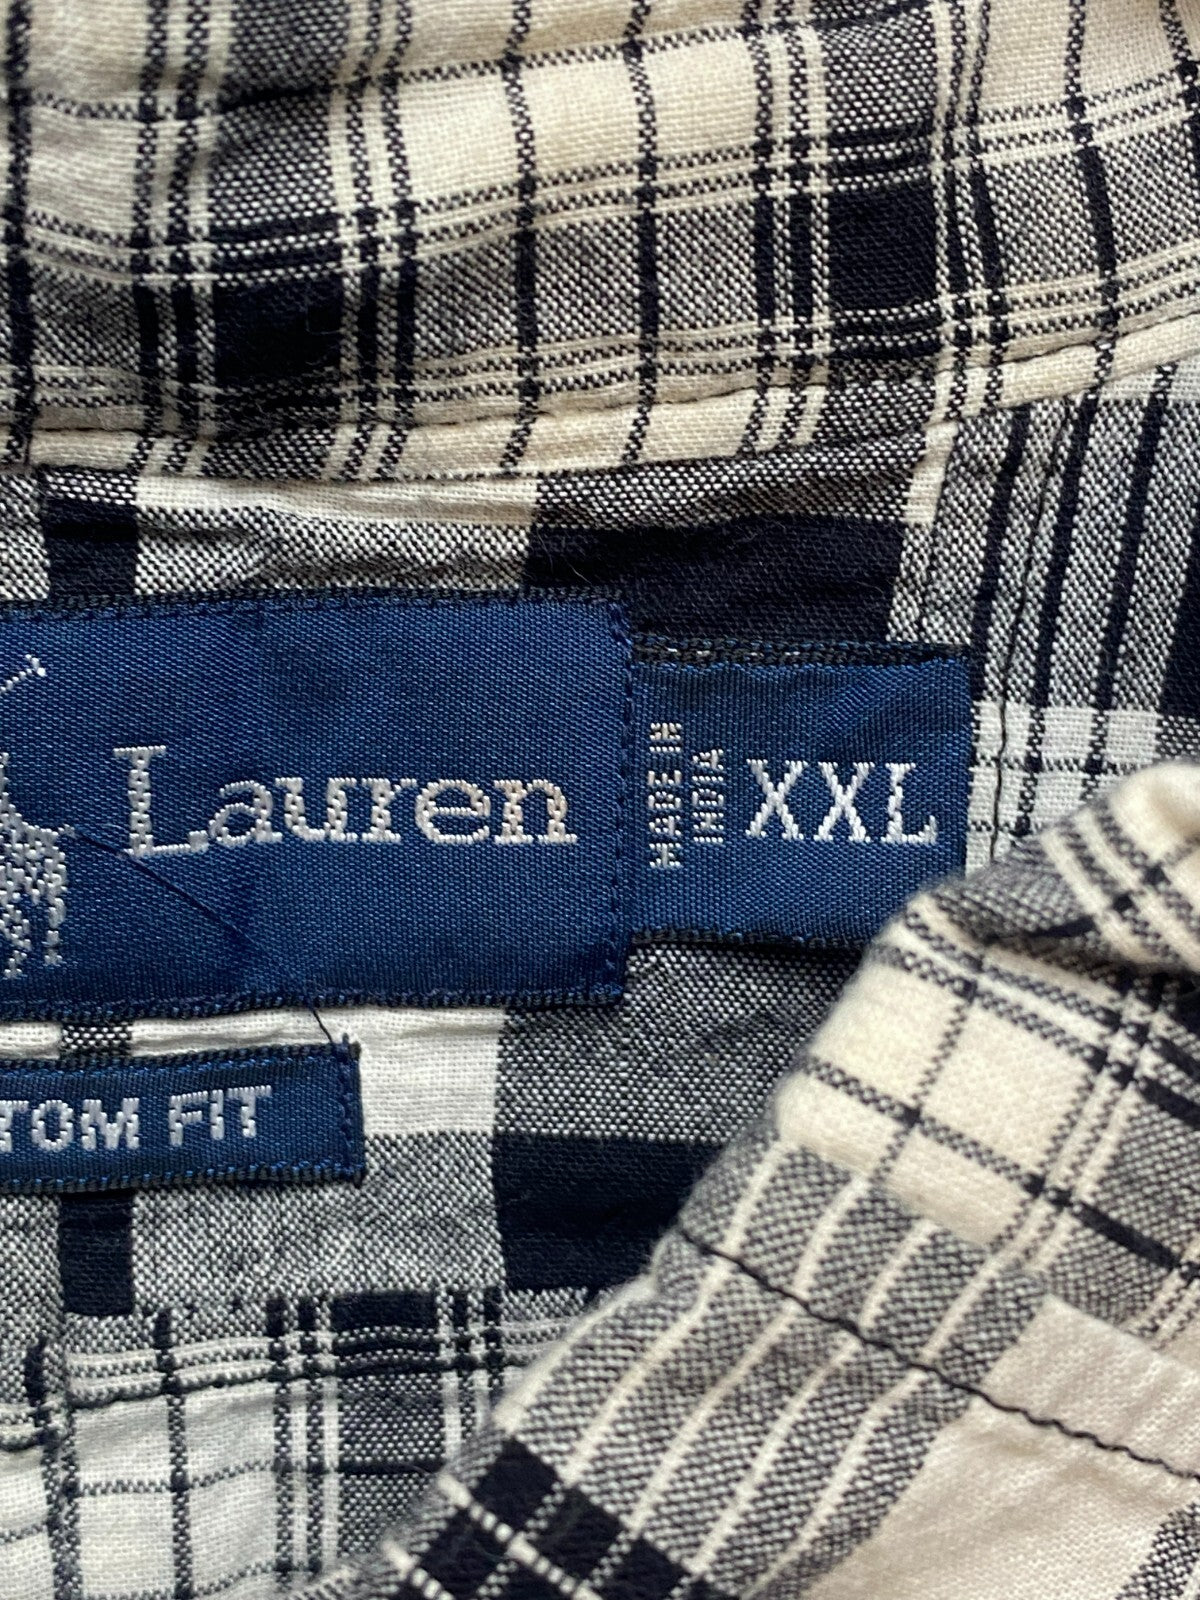 Lauren
MADE IN
INDIA
XXL
TOM FIT